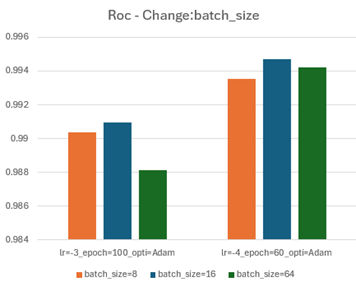 Roc - Change:batch_size
0.996
0.994
0.992
0.99
0.988
0.986
0.984
lr=-3_epoch=100_opti=Adam lr=-4_epoch=60_opti=Adam
batch_size=8 batch_size=16 batch_size=64